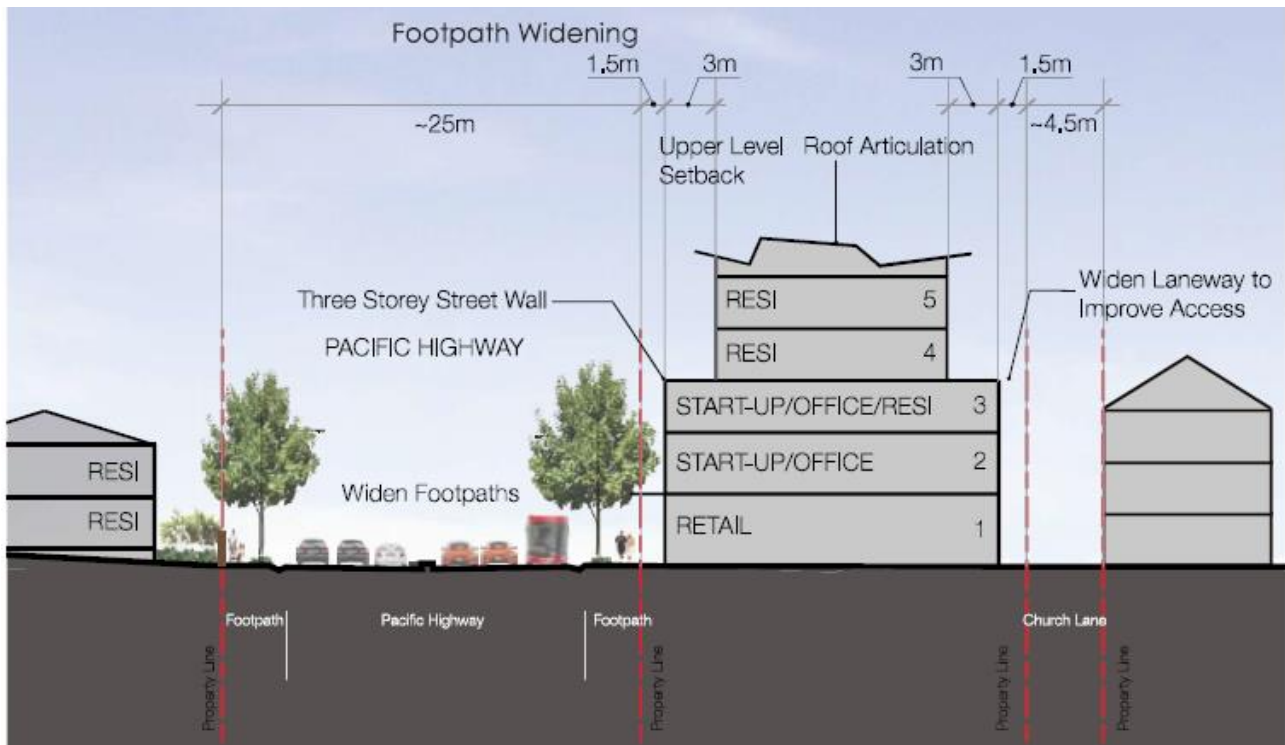 Footpath Widening
1.5m
3m
3m
1.5m
~25m
~4.5m
Upper Level
Setback
Roof Articulation
Three Storey Street Wall
PACIFIC HIGHWAY
Widen Laneway to
Improve Access
RESI 5
RESI 4
START-UP/OFFICE/RESI 3
START-UP/OFFICE 2
RETAIL 1
RESI
RESI
Widen Footpaths
Footpath
Pacific Highway
Footpath
Church Lane
Property Line
Property Line
Property Line
Property Line